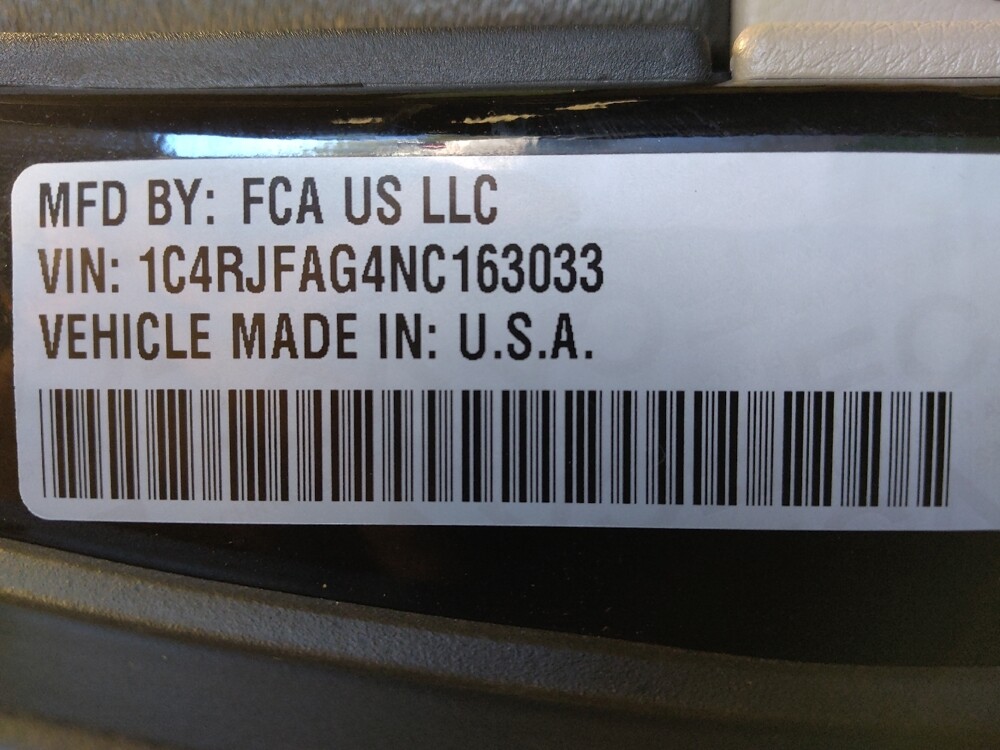 MFD BY: FCA US LLC
VIN: 1C4RJFAG4NC163033
VEHICLE MADE IN: U.S.A.